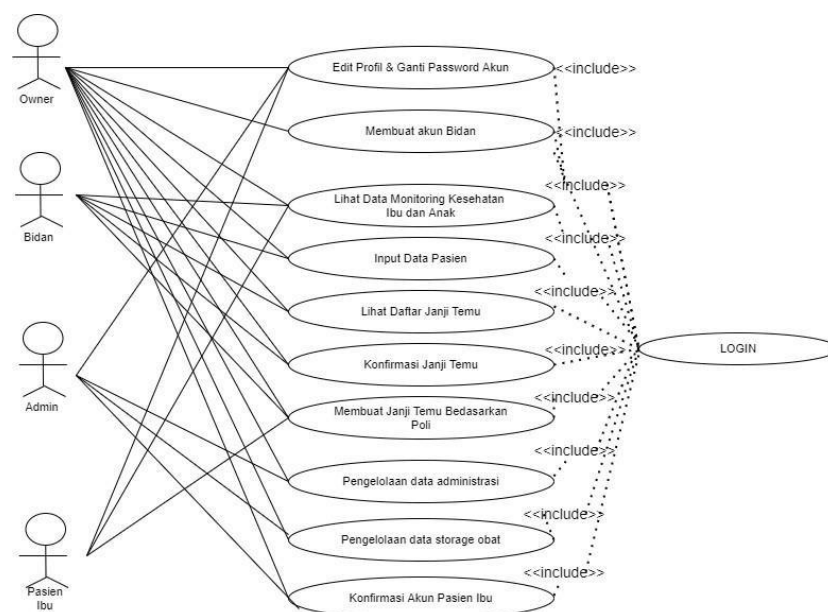 Owner
Bidan
Admin
Pasien
Ibu
Edit Profil & Ganti Password Akun
<<include>>
Membuat akun Bidan
<<include>>
Lihat Data Monitoring Kesehatan
Ibu dan Anak
<<include>>
Input Data Pasien
<<include>>
Lihat Daftar Janji Temu
<<include>>
Konfirmasi Janji Temu
<<include>>
Membuat Janji Temu Bedasarkan
Poli
<<include>>
Pengelolaan data administrasi
<<include>>
Pengelolaan data storage obat
<<include>>
Konfirmasi Akun Pasien Ibu
<<include>>
LOGIN